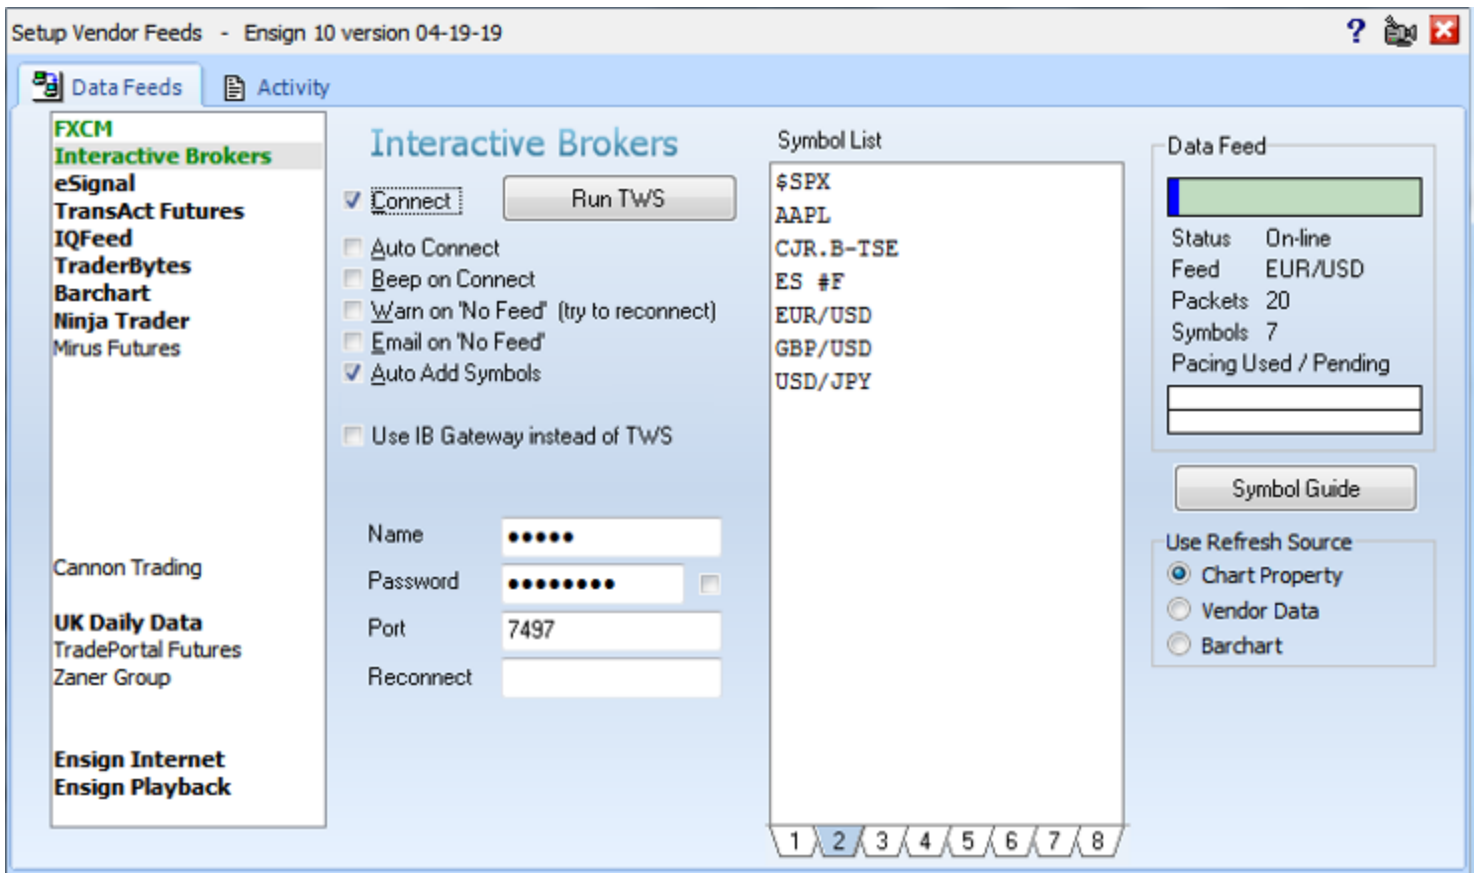 Setup Vendor Feeds - Ensign 10 version 04-19-19
?
Data Feeds
Activity
FXCM
Interactive Brokers
eSignal
TransAct Futures
IQFeed
TraderBytes
Barchart
Ninja Trader
Mirus Futures
Cannon Trading
UK Daily Data
TradePortal Futures
Zaner Group
Ensign Internet
Ensign Playback
Interactive Brokers
Connect
Run TWS
Auto Connect
Beep on Connect
Warn on 'No Feed' (try to reconnect)
Email on 'No Feed'
Auto Add Symbols
Use IB Gateway instead of TWS
Name •••••
Password ••••••••
Port 7497
Reconnect
Symbol List
$SPX
AAPL
CJR.B-TSE
ES #F
EUR/USD
GBP/USD
USD/JPY
1 2 3 4 5 6 7 8
Data Feed
Status On-line
Feed EUR/USD
Packets 20
Symbols 7
Pacing Used / Pending
Symbol Guide
Use Refresh Source
Chart Property
Vendor Data
Barchart